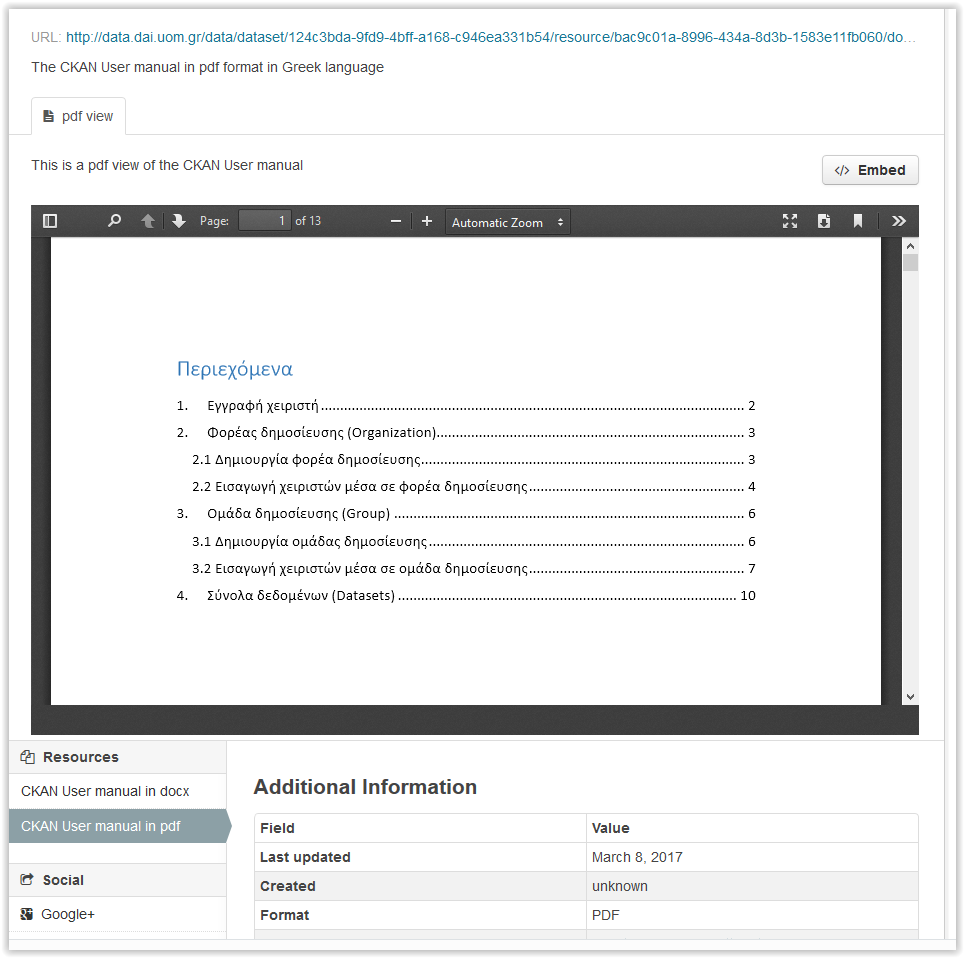 URL: http://data.dai.uom.gr/data/dataset/124c3bda-9fd9-4bff-a168-c946ea331b54/resource/bac9c01a-8996-434a-8d3b-1583e11fb060/do...
The CKAN User manual in pdf format in Greek language
pdf view
This is a pdf view of the CKAN User manual
</> Embed
Page: 1 of 13 Automatic Zoom
Περιεχόμενα
1. Εγγραφή χειριστή ........ 2
2. Φορέας δημοσίευσης (Organization)........ 3
2.1 Δημιουργία φορέα δημοσίευσης........ 3
2.2 Εισαγωγή χειριστών μέσα σε φορέα δημοσίευσης........ 4
3. Ομάδα δημοσίευσης (Group) ........ 6
3.1 Δημιουργία ομάδας δημοσίευσης........ 6
3.2 Εισαγωγή χειριστών μέσα σε ομάδα δημοσίευσης........ 7
4. Σύνολα δεδομένων (Datasets) ........ 10
Resources
CKAN User manual in docx
CKAN User manual in pdf
Social
Google+
Additional Information
Field Value
Last updated March 8, 2017
Created unknown
Format PDF